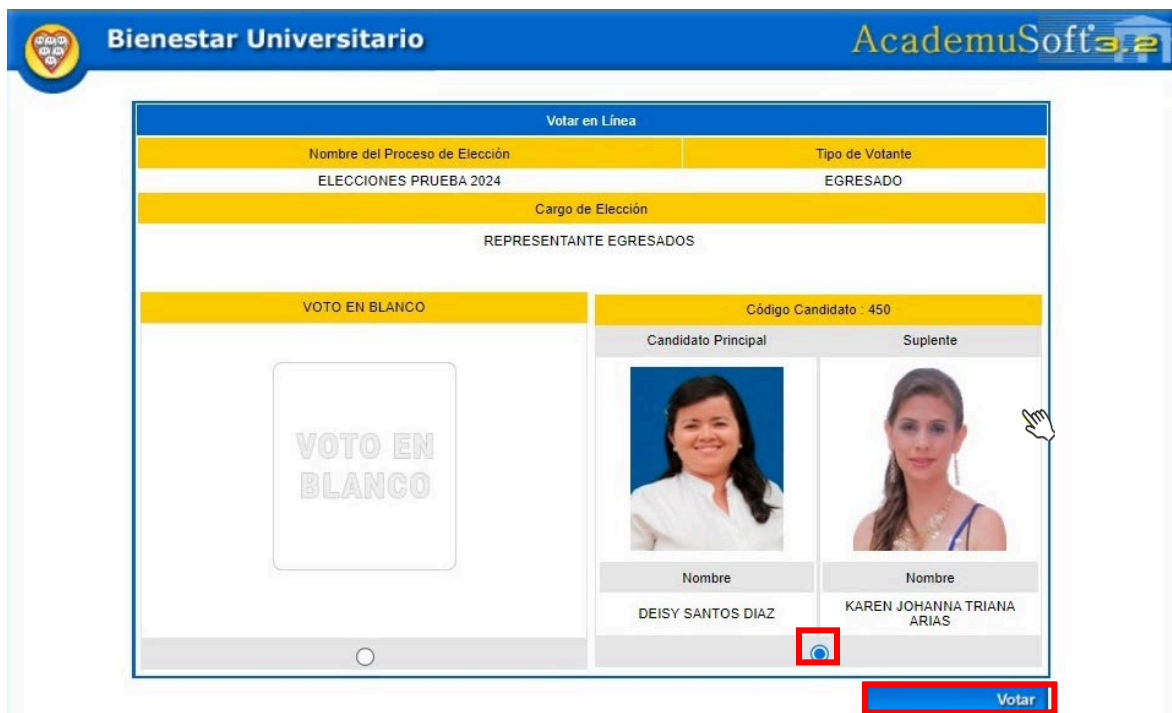 Bienestar Universitario
AcademuSoft 3.2
Votar en Línea
Nombre del Proceso de Elección
Tipo de Votante
ELECCIONES PRUEBA 2024
EGRESADO
Cargo de Elección
REPRESENTANTE EGRESADOS
VOTO EN BLANCO
VOTO EN
BLANCO
Código Candidato : 450
Candidato Principal
Suplente
Nombre
Nombre
DEISY SANTOS DIAZ
KAREN JOHANNA TRIANA
ARIAS
Votar